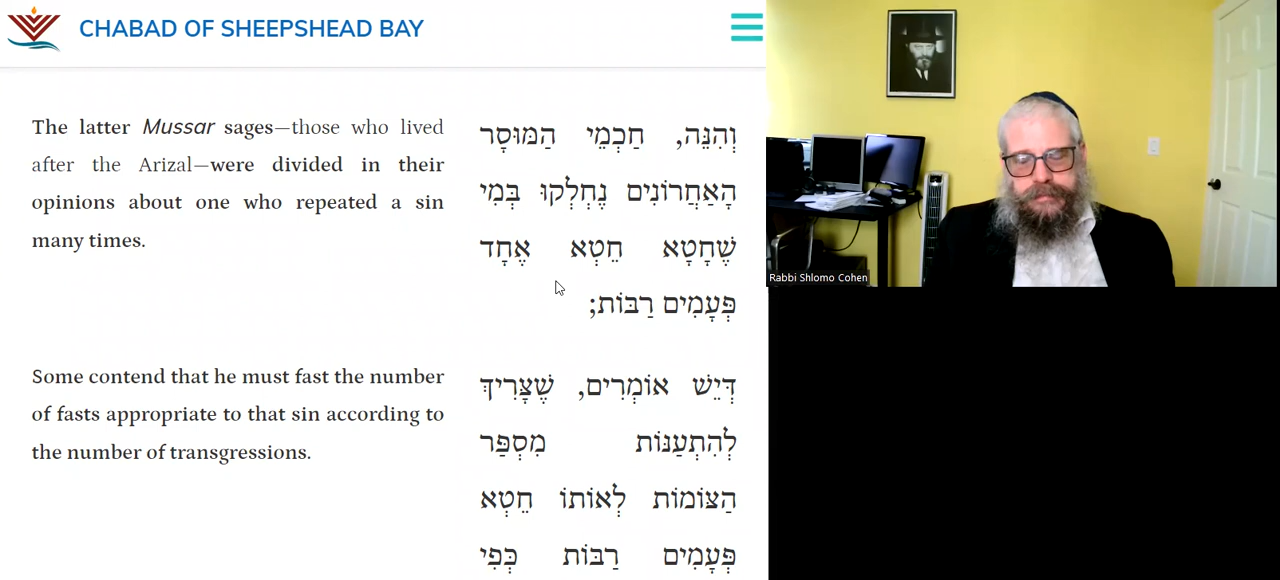 CHABAD OF SHEEPSHEAD BAY
The latter Mussar sages—those who lived
after the Arizal—were divided in their
opinions about one who repeated a sin
many times.
וְהִנֵּה, חַכְמֵי הַמּוּסָר
הָאַחֲרוֹנִים נֶחְלְקוּ בְּמִי
שֶׁחָטָא חֵטְא אֶחָד
פְּעָמִים רַבּוֹת;
Some contend that he must fast the number
of fasts appropriate to that sin according to
the number of transgressions.
דְּיֵשׁ אוֹמְרִים, שֶׁצָּרִיךְ
לְהִתְעַנּוֹת מִסְפַּר
הַצּוֹמוֹת לְאוֹתוֹ חֵטְא
פְּעָמִים רַבּוֹת כְּפִי
Rabbi Shlomo Cohen